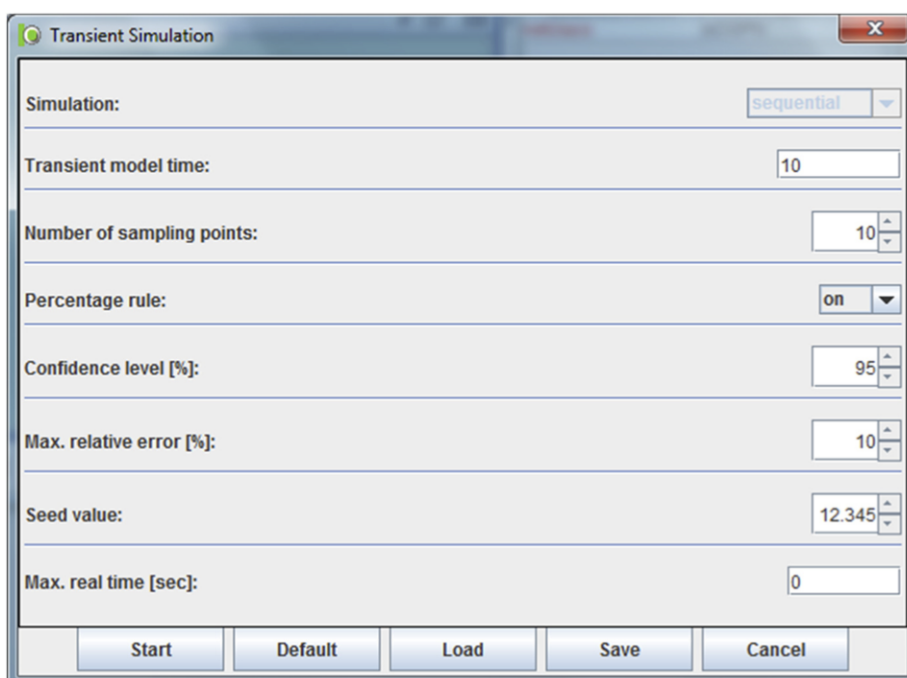 Transient Simulation
Simulation: sequential
Transient model time: 10
Number of sampling points: 10
Percentage rule: on
Confidence level [%]: 95
Max. relative error [%]: 10
Seed value: 12.345
Max. real time [sec]: 0
Start Default Load Save Cancel